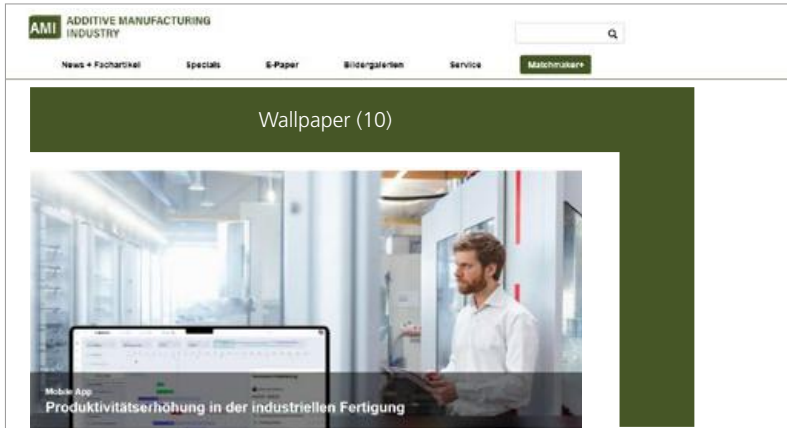 AMI ADDITIVE MANUFACTURING
INDUSTRY
News + Fachartikel Specials E-Paper Bildergalerien Service Matchmaker+
Wallpaper (10)
Mobile App
Produktivitätserhöhung in der industriellen Fertigung